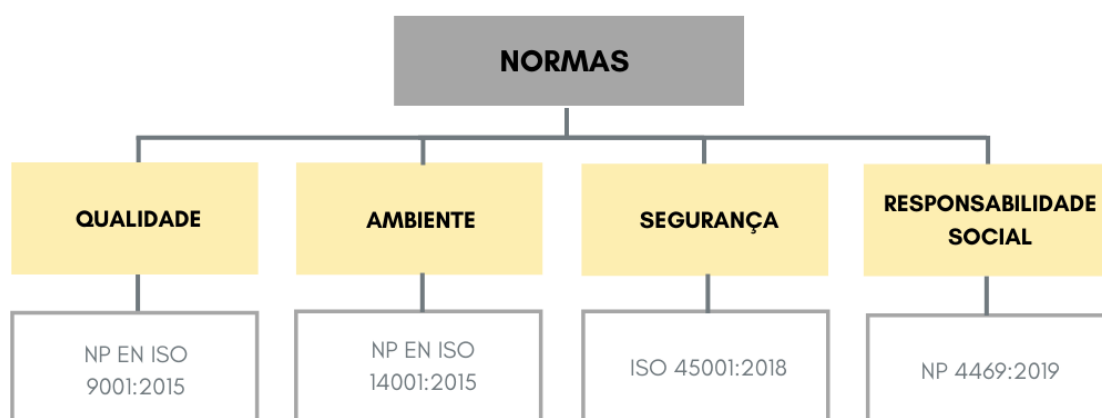 NORMAS
QUALIDADE
AMBIENTE
SEGURANÇA
RESPONSABILIDADE
SOCIAL
NP EN ISO
9001:2015
NP EN ISO
14001:2015
ISO 45001:2018
NP 4469:2019